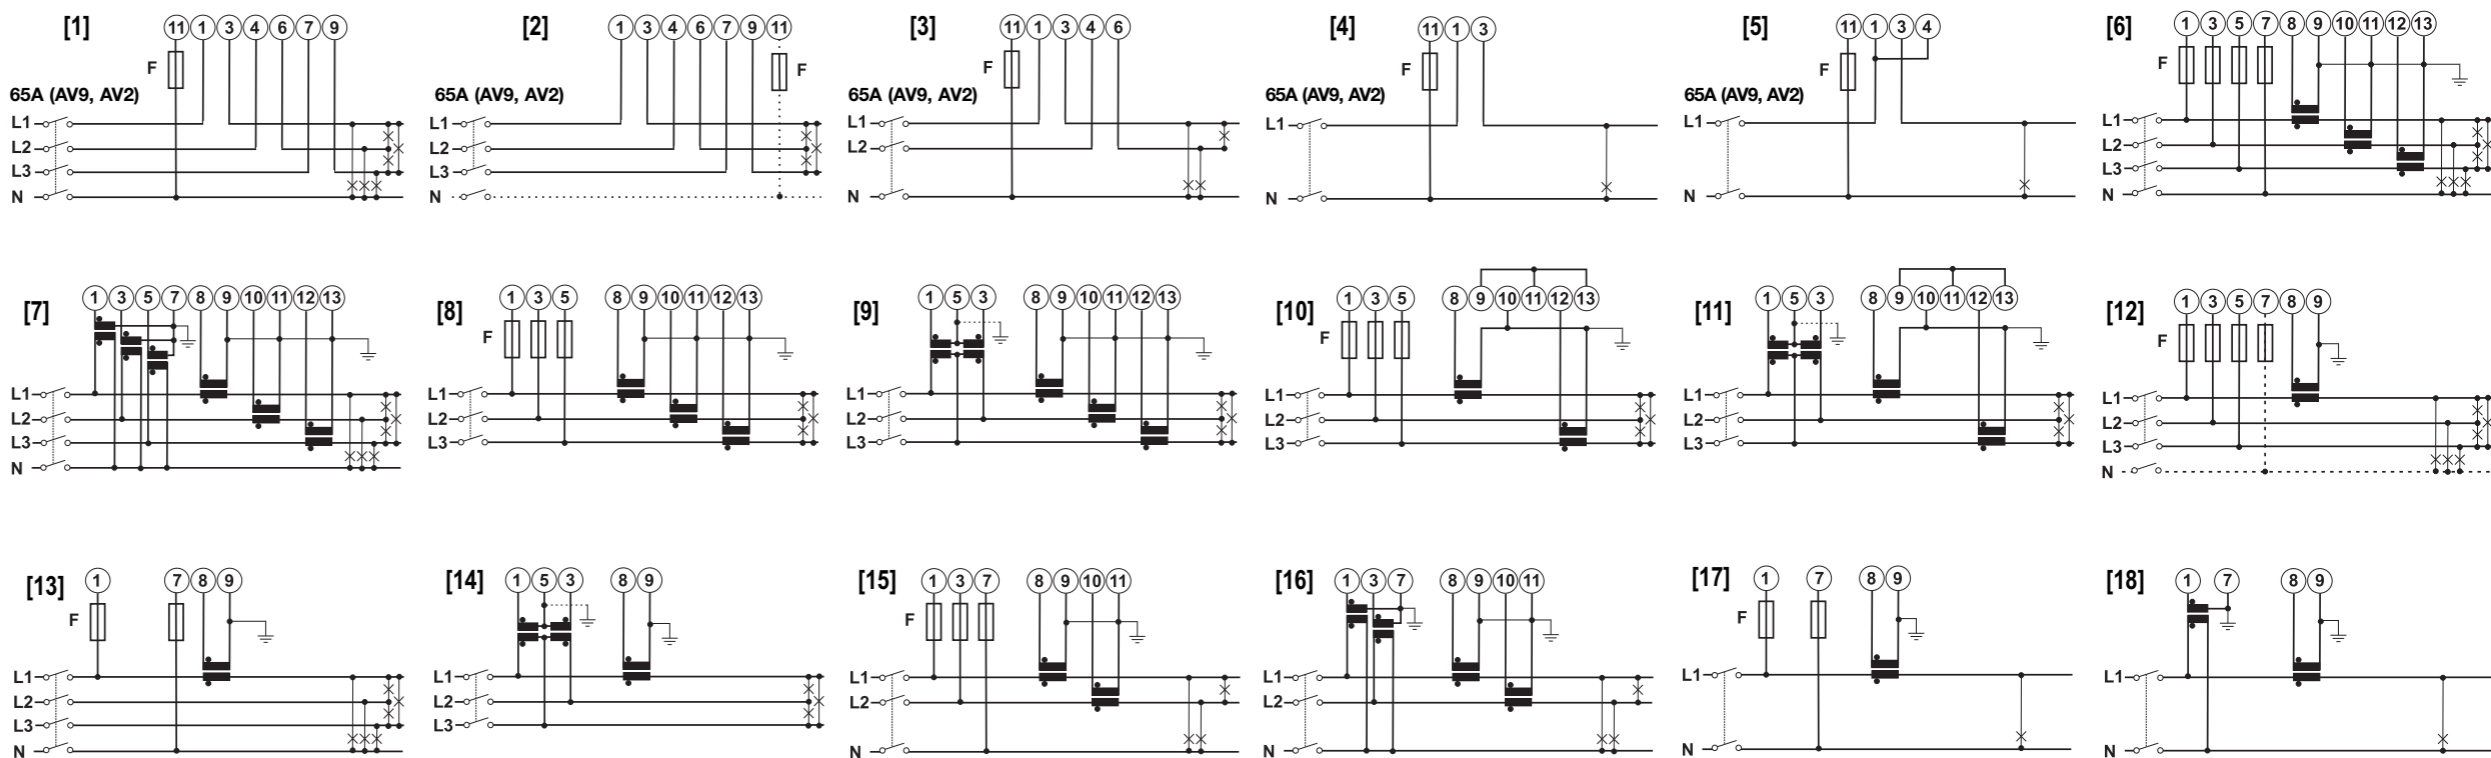 [1] 11 1 3 4 6 7 9
F
65A (AV9, AV2)
L1
L2
L3
N
[2] 1 3 4 6 7 9 11
F
65A (AV9, AV2)
L1
L2
L3
N
[3] 11 1 3 4 6
F
65A (AV9, AV2)
L1
L2
N
[4] 11 1 3
F
65A (AV9, AV2)
L1
N
[5] 11 1 3 4
F
65A (AV9, AV2)
L1
N
[6] 1 3 5 7 8 9 10 11 12 13
F
L1
L2
L3
N
[7] 1 3 5 7 8 9 10 11 12 13
L1
L2
L3
N
[8] 1 3 5 8 9 10 11 12 13
F
L1
L2
L3
[9] 1 5 3 8 9 10 11 12 13
L1
L2
L3
[10] 1 3 5 8 9 10 11 12 13
F
L1
L2
L3
[11] 1 5 3 8 9 10 11 12 13
L1
L2
L3
[12] 1 3 5 7 8 9
F
L1
L2
L3
N
[13] 1 7 8 9
F
L1
L2
L3
N
[14] 1 5 3 8 9
L1
L2
L3
[15] 1 3 7 8 9 10 11
F
L1
L2
N
[16] 1 3 7 8 9 10 11
L1
L2
N
[17] 1 7 8 9
F
L1
N
[18] 1 7 8 9
L1
N